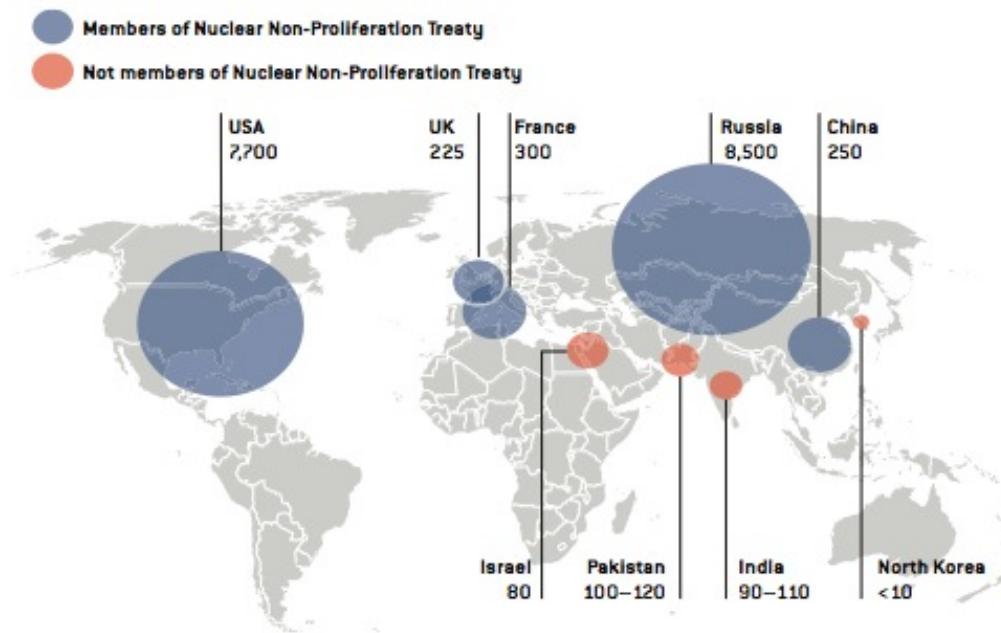 Members of Nuclear Non-Proliferation Treaty
Not members of Nuclear Non-Proliferation Treaty
USA
7,700
UK
225
France
300
Russia
8,500
China
250
Israel
80
Pakistan
100–120
India
90–110
North Korea
<10